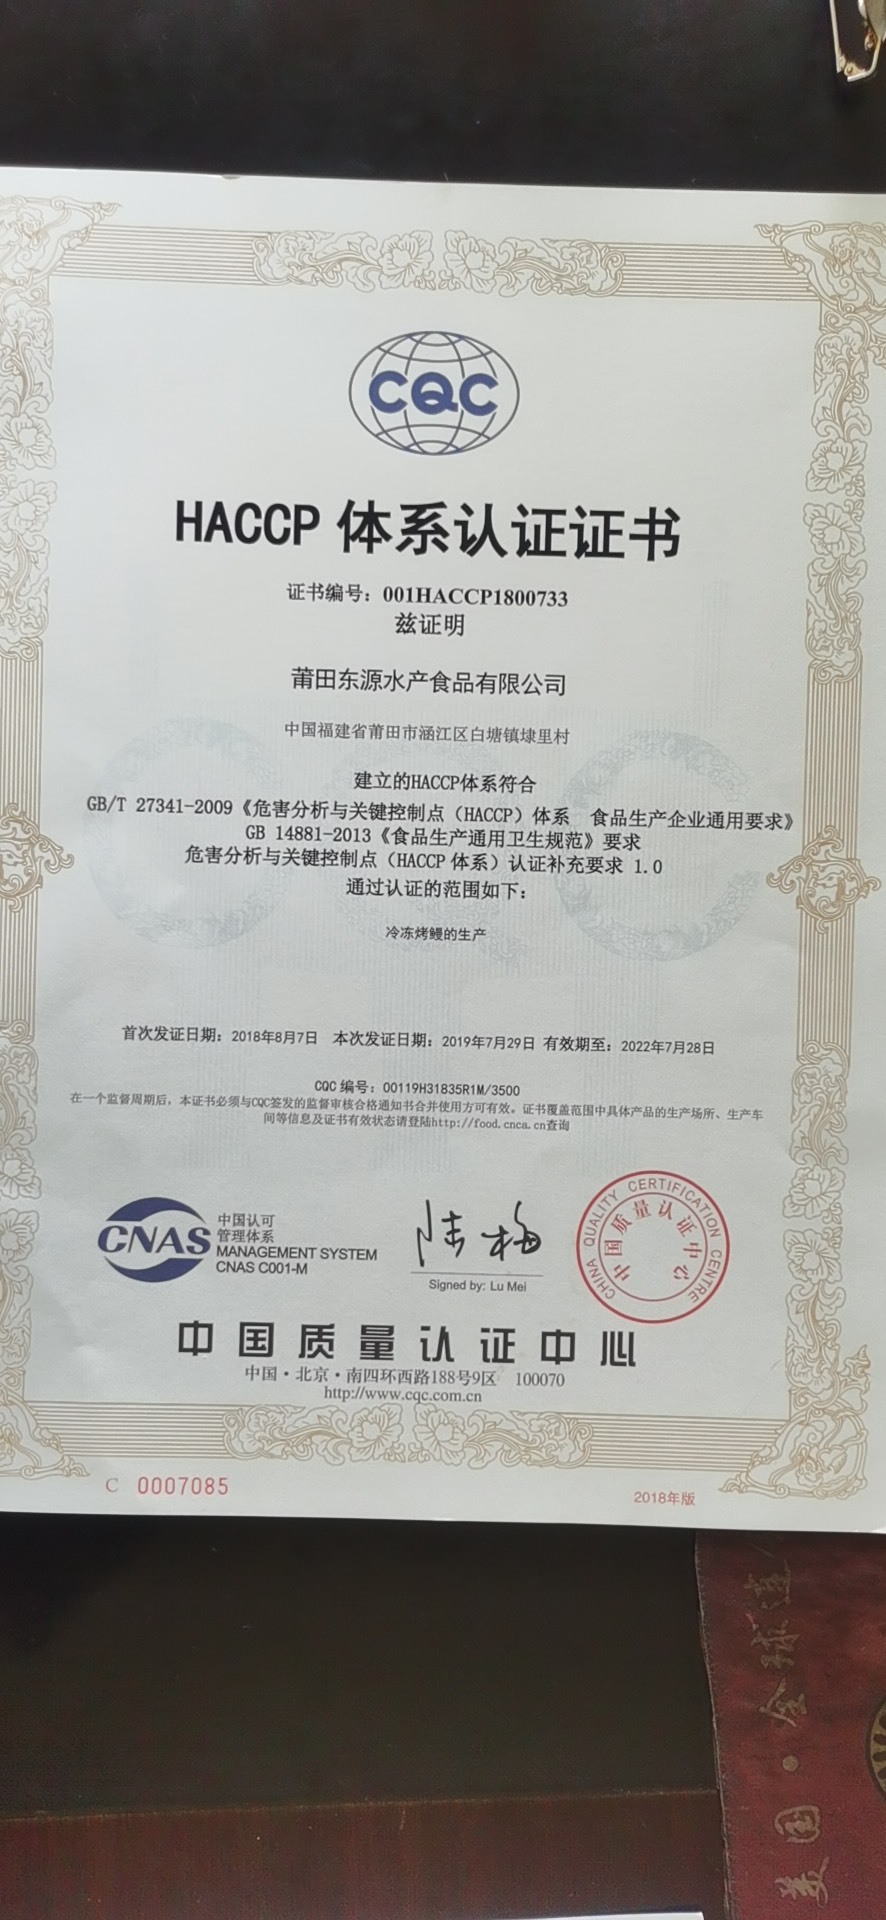 CQC
HACCP 体系认证证书
证书编号：001HACCP1800733
兹证明
莆田东源水产食品有限公司
中国福建省莆田市涵江区白塘镇埭里村
建立的HACCP体系符合
GB/T 27341-2009《危害分析与关键控制点（HACCP）体系　食品生产企业通用要求》
GB 14881-2013《食品生产通用卫生规范》要求
危害分析与关键控制点（HACCP 体系）认证补充要求 1.0
通过认证的范围如下：
冷冻烤鳗的生产
首次发证日期：2018年8月7日　本次发证日期：2019年7月29日 有效期至：2022年7月28日
CQC 编号：00119H31835R1M/3500
在一个监督周期后，本证书必须与CQC签发的监督审核合格通知书合并使用方可有效。证书覆盖范围中具体产品的生产场所、生产车
间等信息及证书有效状态请登陆http://food.cnca.cn查询
CNAS
中国认可
管理体系
MANAGEMENT SYSTEM
CNAS C001-M
陆梅
Signed by: Lu Mei
CHINA QUALITY CERTIFICATION CENTRE
中国质量认证中心
中国质量认证中心
中国·北京·南四环西路188号9区　100070
http://www.cqc.com.cn
C 0007085
2018年版
美国·全球通